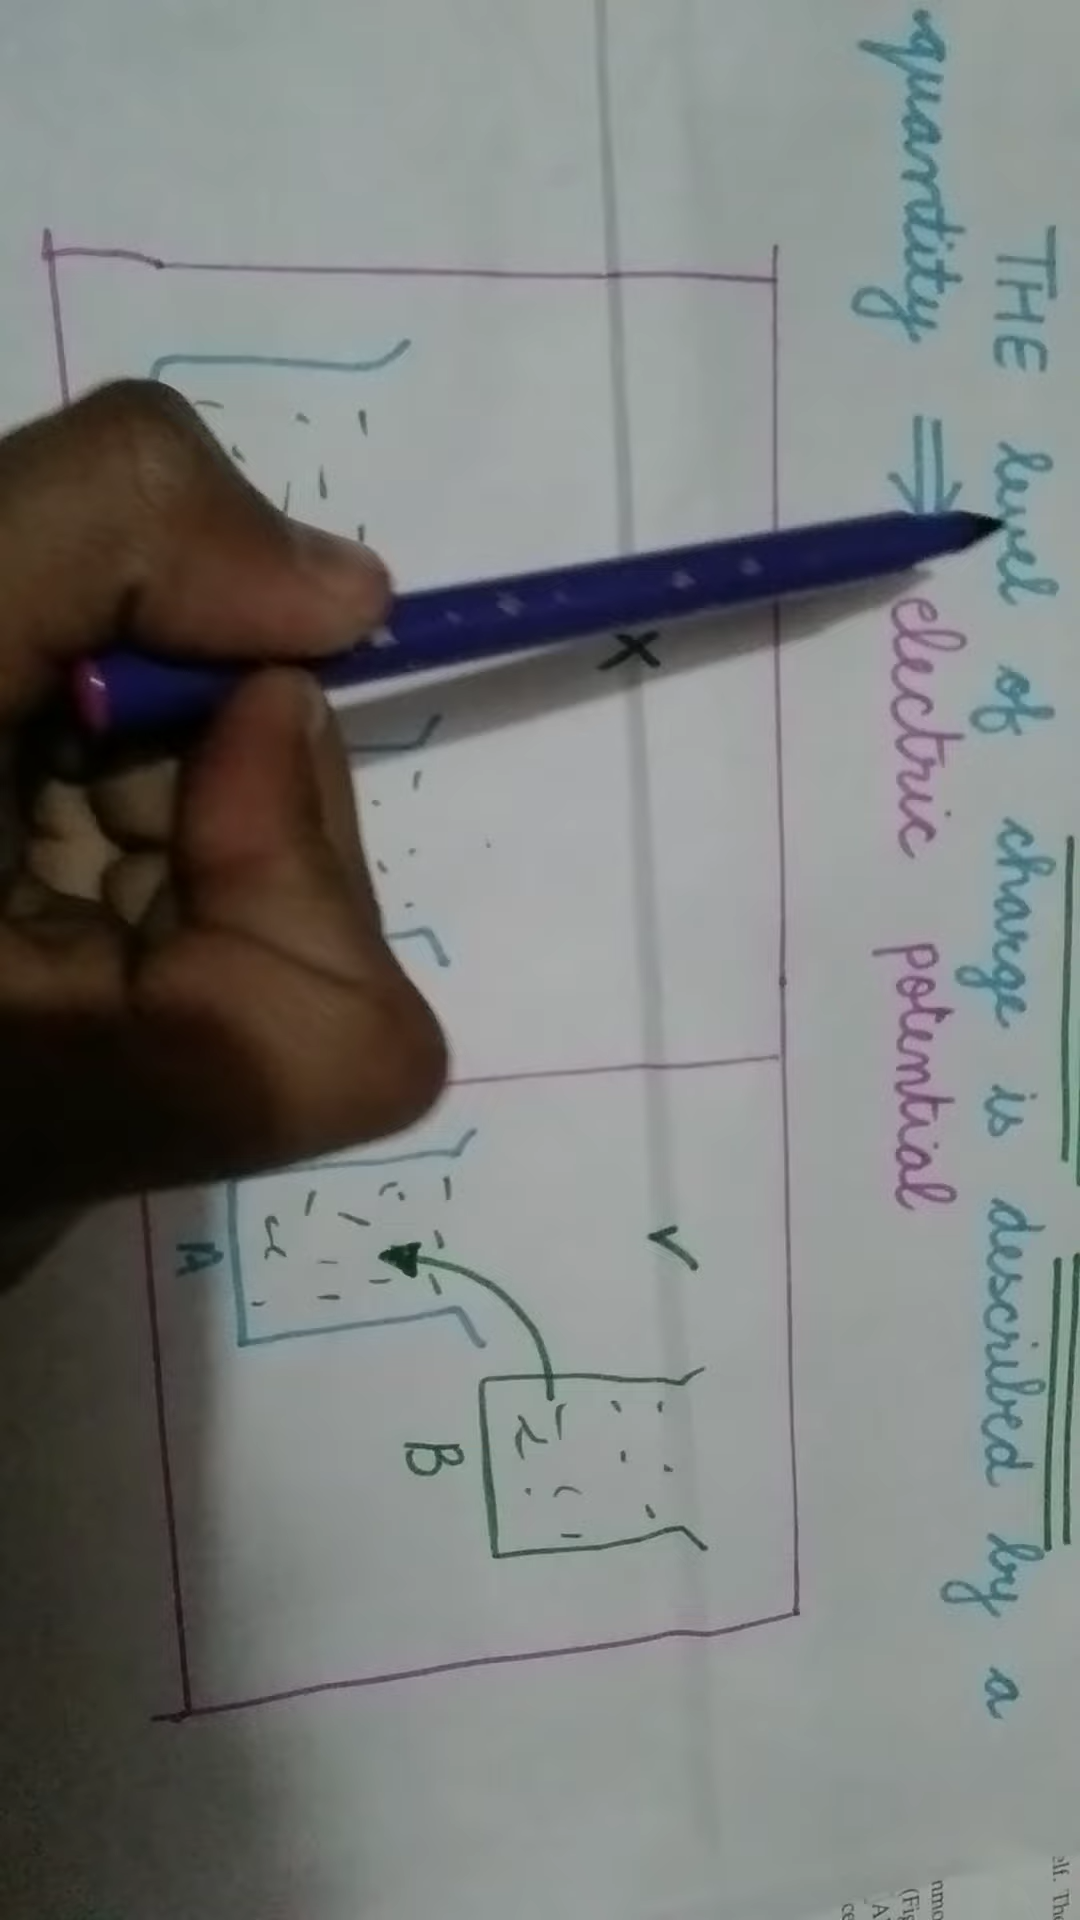 THE level of charge is described by a
quantity ⇒ electric potential
X
✓
B
A